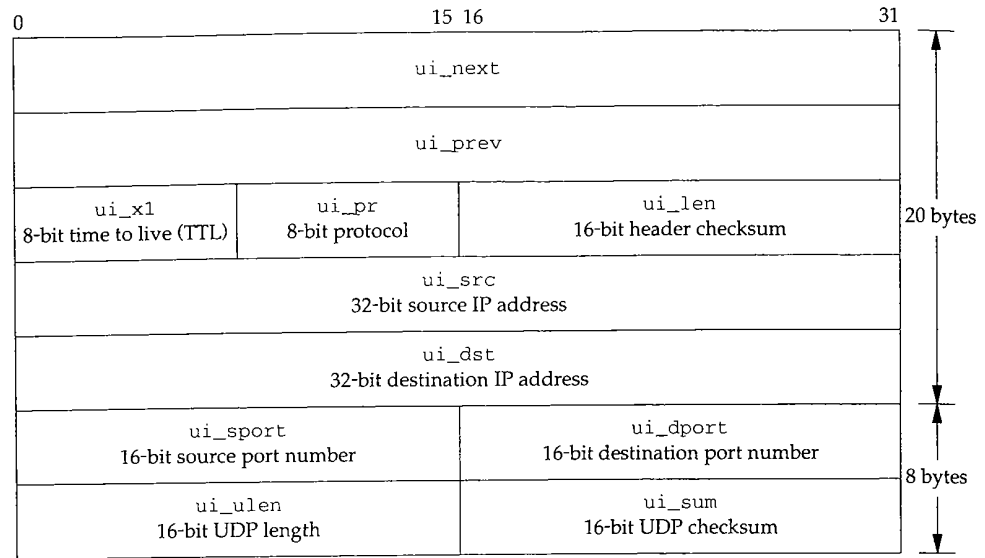 0 15 16 31
ui_next
ui_prev
ui_x1 ui_pr ui_len
8-bit time to live (TTL) 8-bit protocol 16-bit header checksum
20 bytes
ui_src
32-bit source IP address
ui_dst
32-bit destination IP address
ui_sport ui_dport
16-bit source port number 16-bit destination port number
8 bytes
ui_ulen ui_sum
16-bit UDP length 16-bit UDP checksum